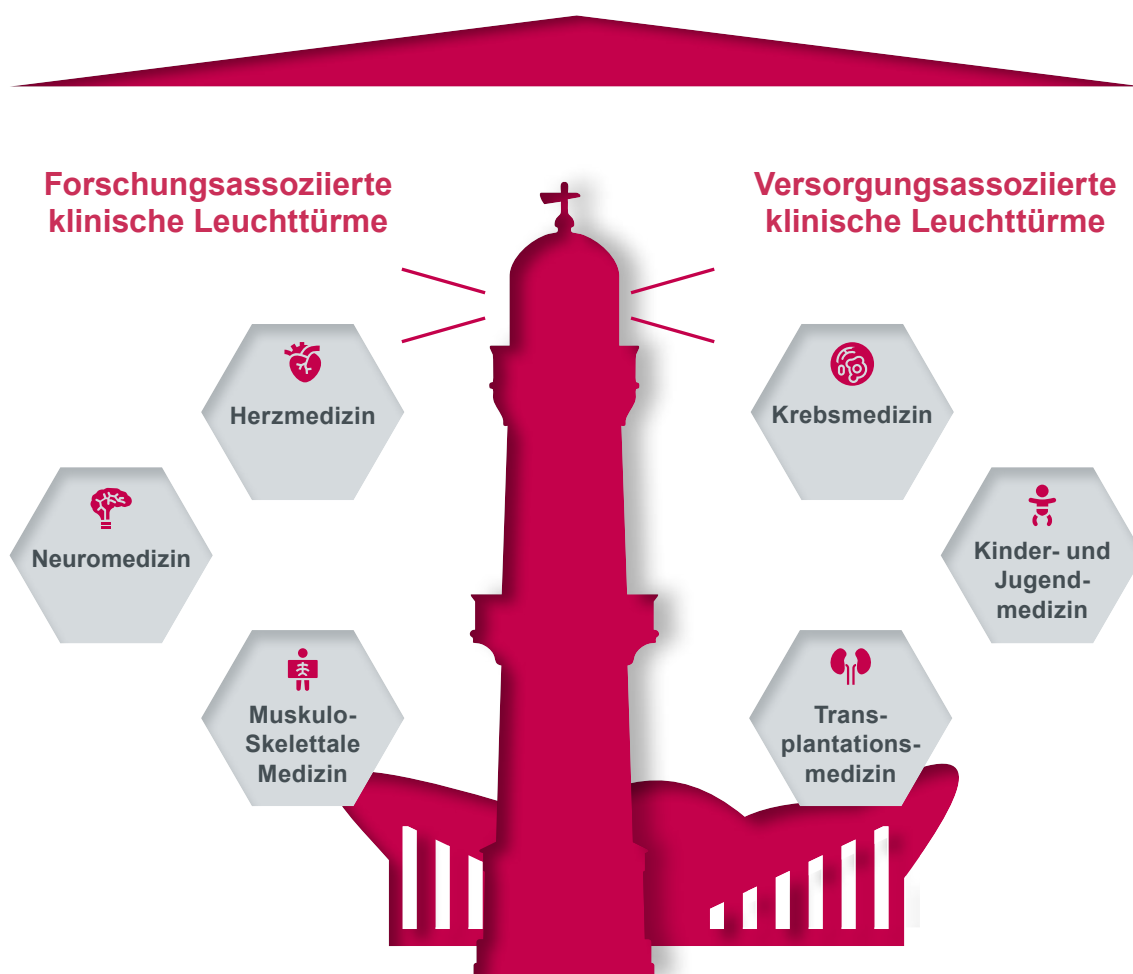 Forschungsassoziierte
klinische Leuchttürme
Herzmedizin
Neuromedizin
Muskulo-
Skelettale
Medizin
Versorgungsassoziierte
klinische Leuchttürme
Krebsmedizin
Kinder- und
Jugend-
medizin
Trans-
plantations-
medizin